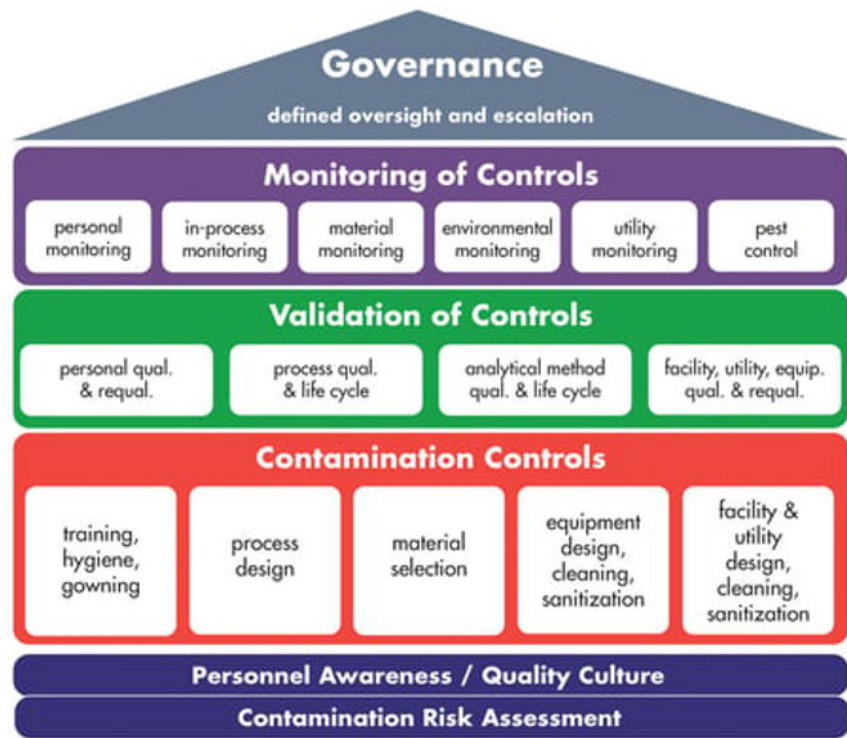 Governance
defined oversight and escalation
Monitoring of Controls
personal
monitoring
in-process
monitoring
material
monitoring
environmental
monitoring
utility
monitoring
pest
control
Validation of Controls
personal qual.
& requal.
process qual.
& life cycle
analytical method
qual. & life cycle
facility, utility, equip.
qual. & requal.
Contamination Controls
training,
hygiene,
gowning
process
design
material
selection
equipment
design,
cleaning,
sanitization
facility &
utility
design,
cleaning,
sanitization
Personnel Awareness / Quality Culture
Contamination Risk Assessment